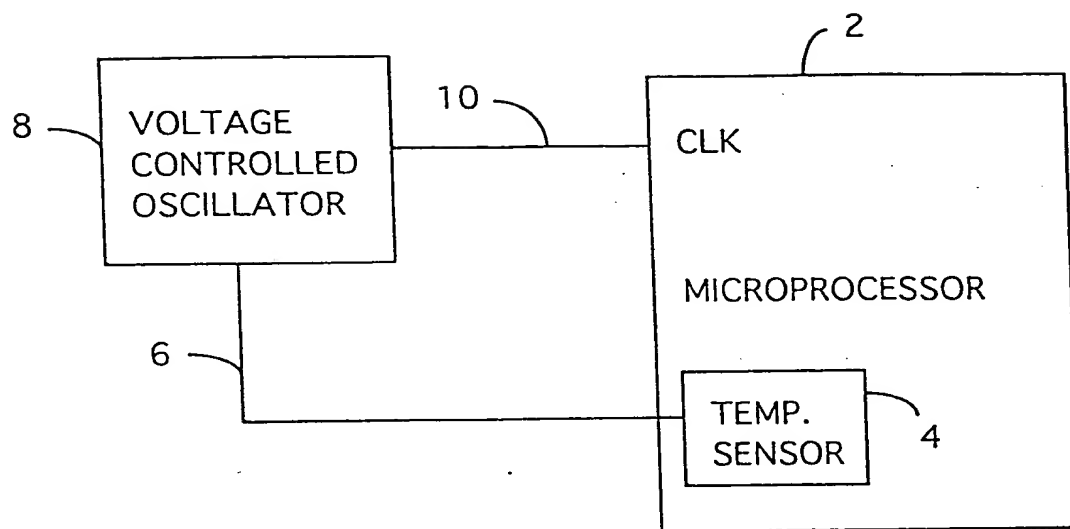 2
10
8
VOLTAGE
CONTROLLED
OSCILLATOR
CLK
MICROPROCESSOR
6
TEMP.
SENSOR
4